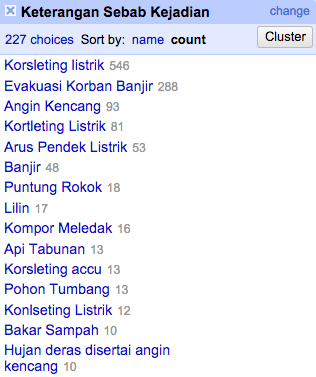 Keterangan Sebab Kejadian change
227 choices Sort by: name count Cluster
Korsleting listrik 546
Evakuasi Korban Banjir 288
Angin Kencang 93
Kortleting Listrik 81
Arus Pendek Listrik 53
Banjir 48
Puntung Rokok 18
Lilin 17
Kompor Meledak 16
Api Tabunan 13
Korsleting accu 13
Pohon Tumbang 13
Konlseting Listrik 12
Bakar Sampah 10
Hujan deras disertai angin
kencang 10